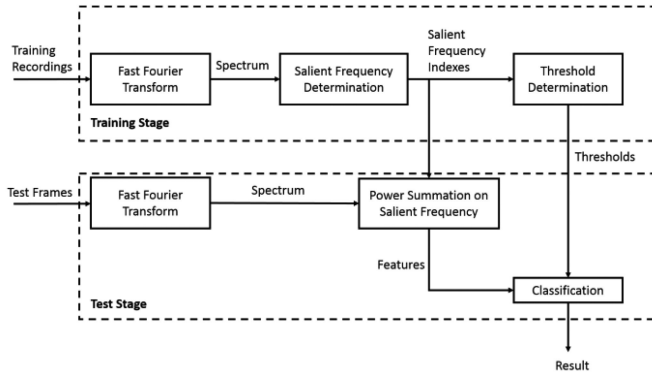 Training
Recordings
Fast Fourier
Transform
Spectrum
Salient Frequency
Determination
Salient
Frequency
Indexes
Threshold
Determination
Training Stage
Thresholds
Test Frames
Fast Fourier
Transform
Spectrum
Power Summation on
Salient Frequency
Features
Classification
Test Stage
Result